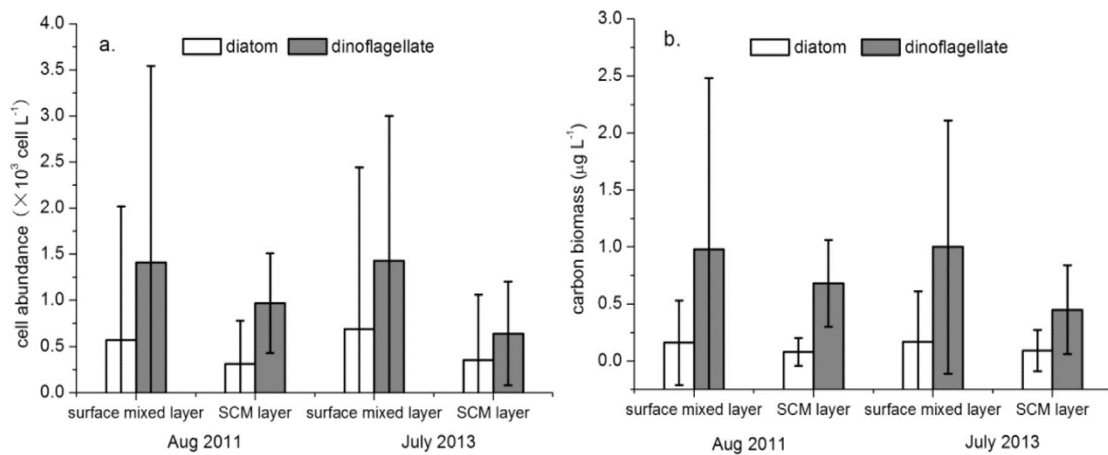 a.
diatom dinoflagellate
cell abundance (×10³ cell L⁻¹)
4.0
3.5
3.0
2.5
2.0
1.5
1.0
0.5
0.0
surface mixed layer SCM layer surface mixed layer SCM layer
Aug 2011 July 2013
b.
diatom dinoflagellate
carbon biomass (μg L⁻¹)
3.0
2.5
2.0
1.5
1.0
0.5
0.0
surface mixed layer SCM layer surface mixed layer SCM layer
Aug 2011 July 2013